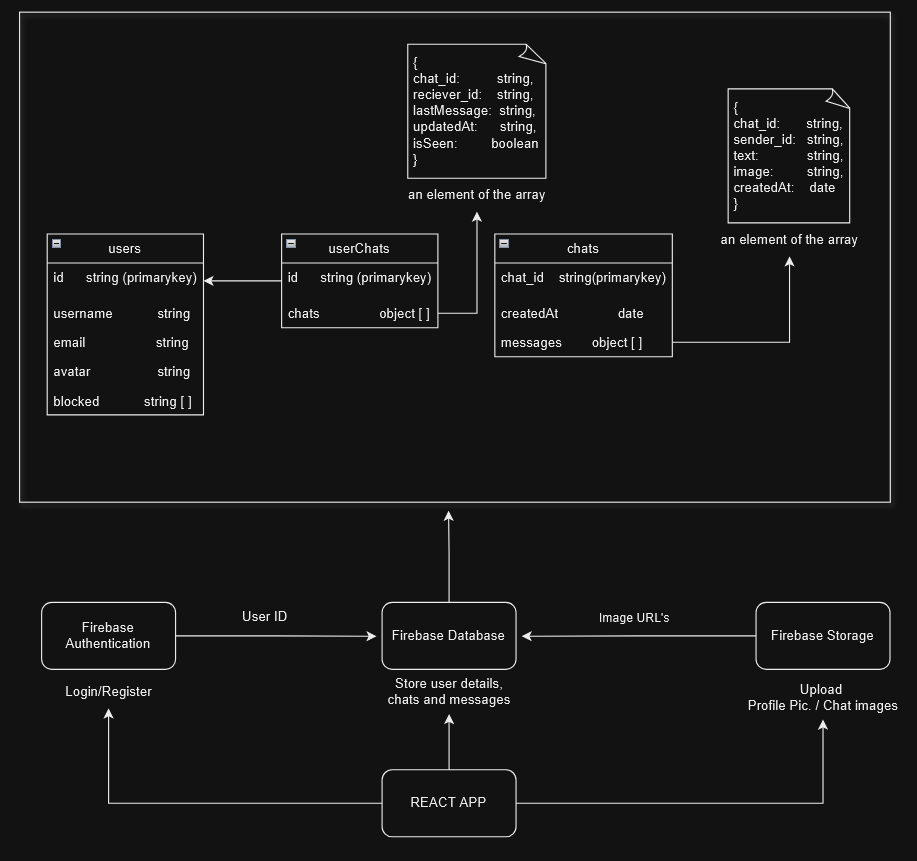 {
chat_id: string,
reciever_id: string,
lastMessage: string,
updatedAt: string,
isSeen: boolean
}
an element of the array
{
chat_id: string,
sender_id: string,
text: string,
image: string,
createdAt: date
}
an element of the array
users
id string (primarykey)
username string
email string
avatar string
blocked string [ ]
userChats
id string (primarykey)
chats object [ ]
chats
chat_id string(primarykey)
createdAt date
messages object [ ]
Firebase
Authentication
Login/Register
User ID
Firebase Database
Store user details,
chats and messages
Image URL's
Firebase Storage
Upload
Profile Pic. / Chat images
REACT APP